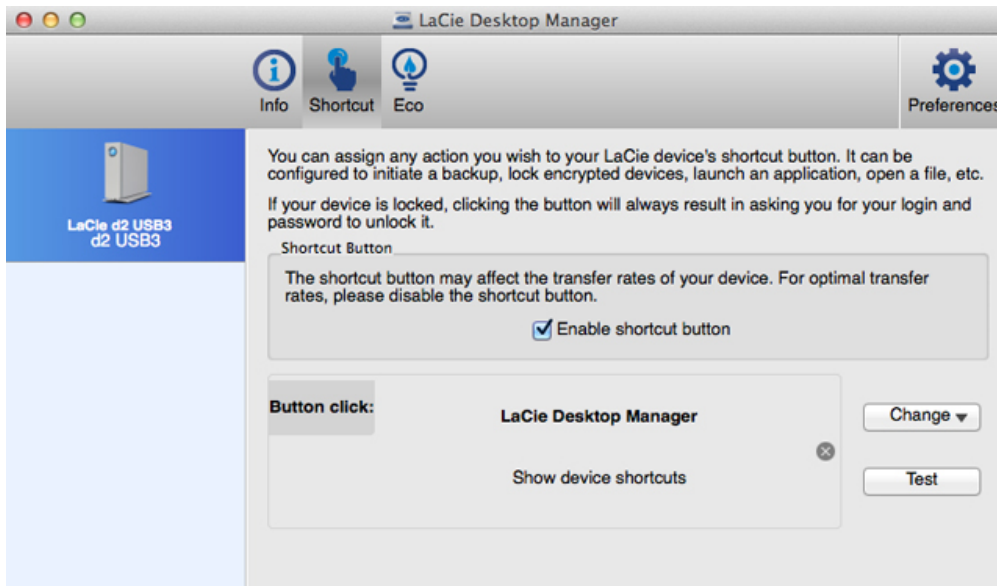 LaCie Desktop Manager
Info
Shortcut
Eco
Preferences
LaCie d2 USB3
d2 USB3
You can assign any action you wish to your LaCie device's shortcut button. It can be
configured to initiate a backup, lock encrypted devices, launch an application, open a file, etc.
If your device is locked, clicking the button will always result in asking you for your login and
password to unlock it.
Shortcut Button
The shortcut button may affect the transfer rates of your device. For optimal transfer
rates, please disable the shortcut button.
Enable shortcut button
Button click:
LaCie Desktop Manager
Show device shortcuts
Change
Test